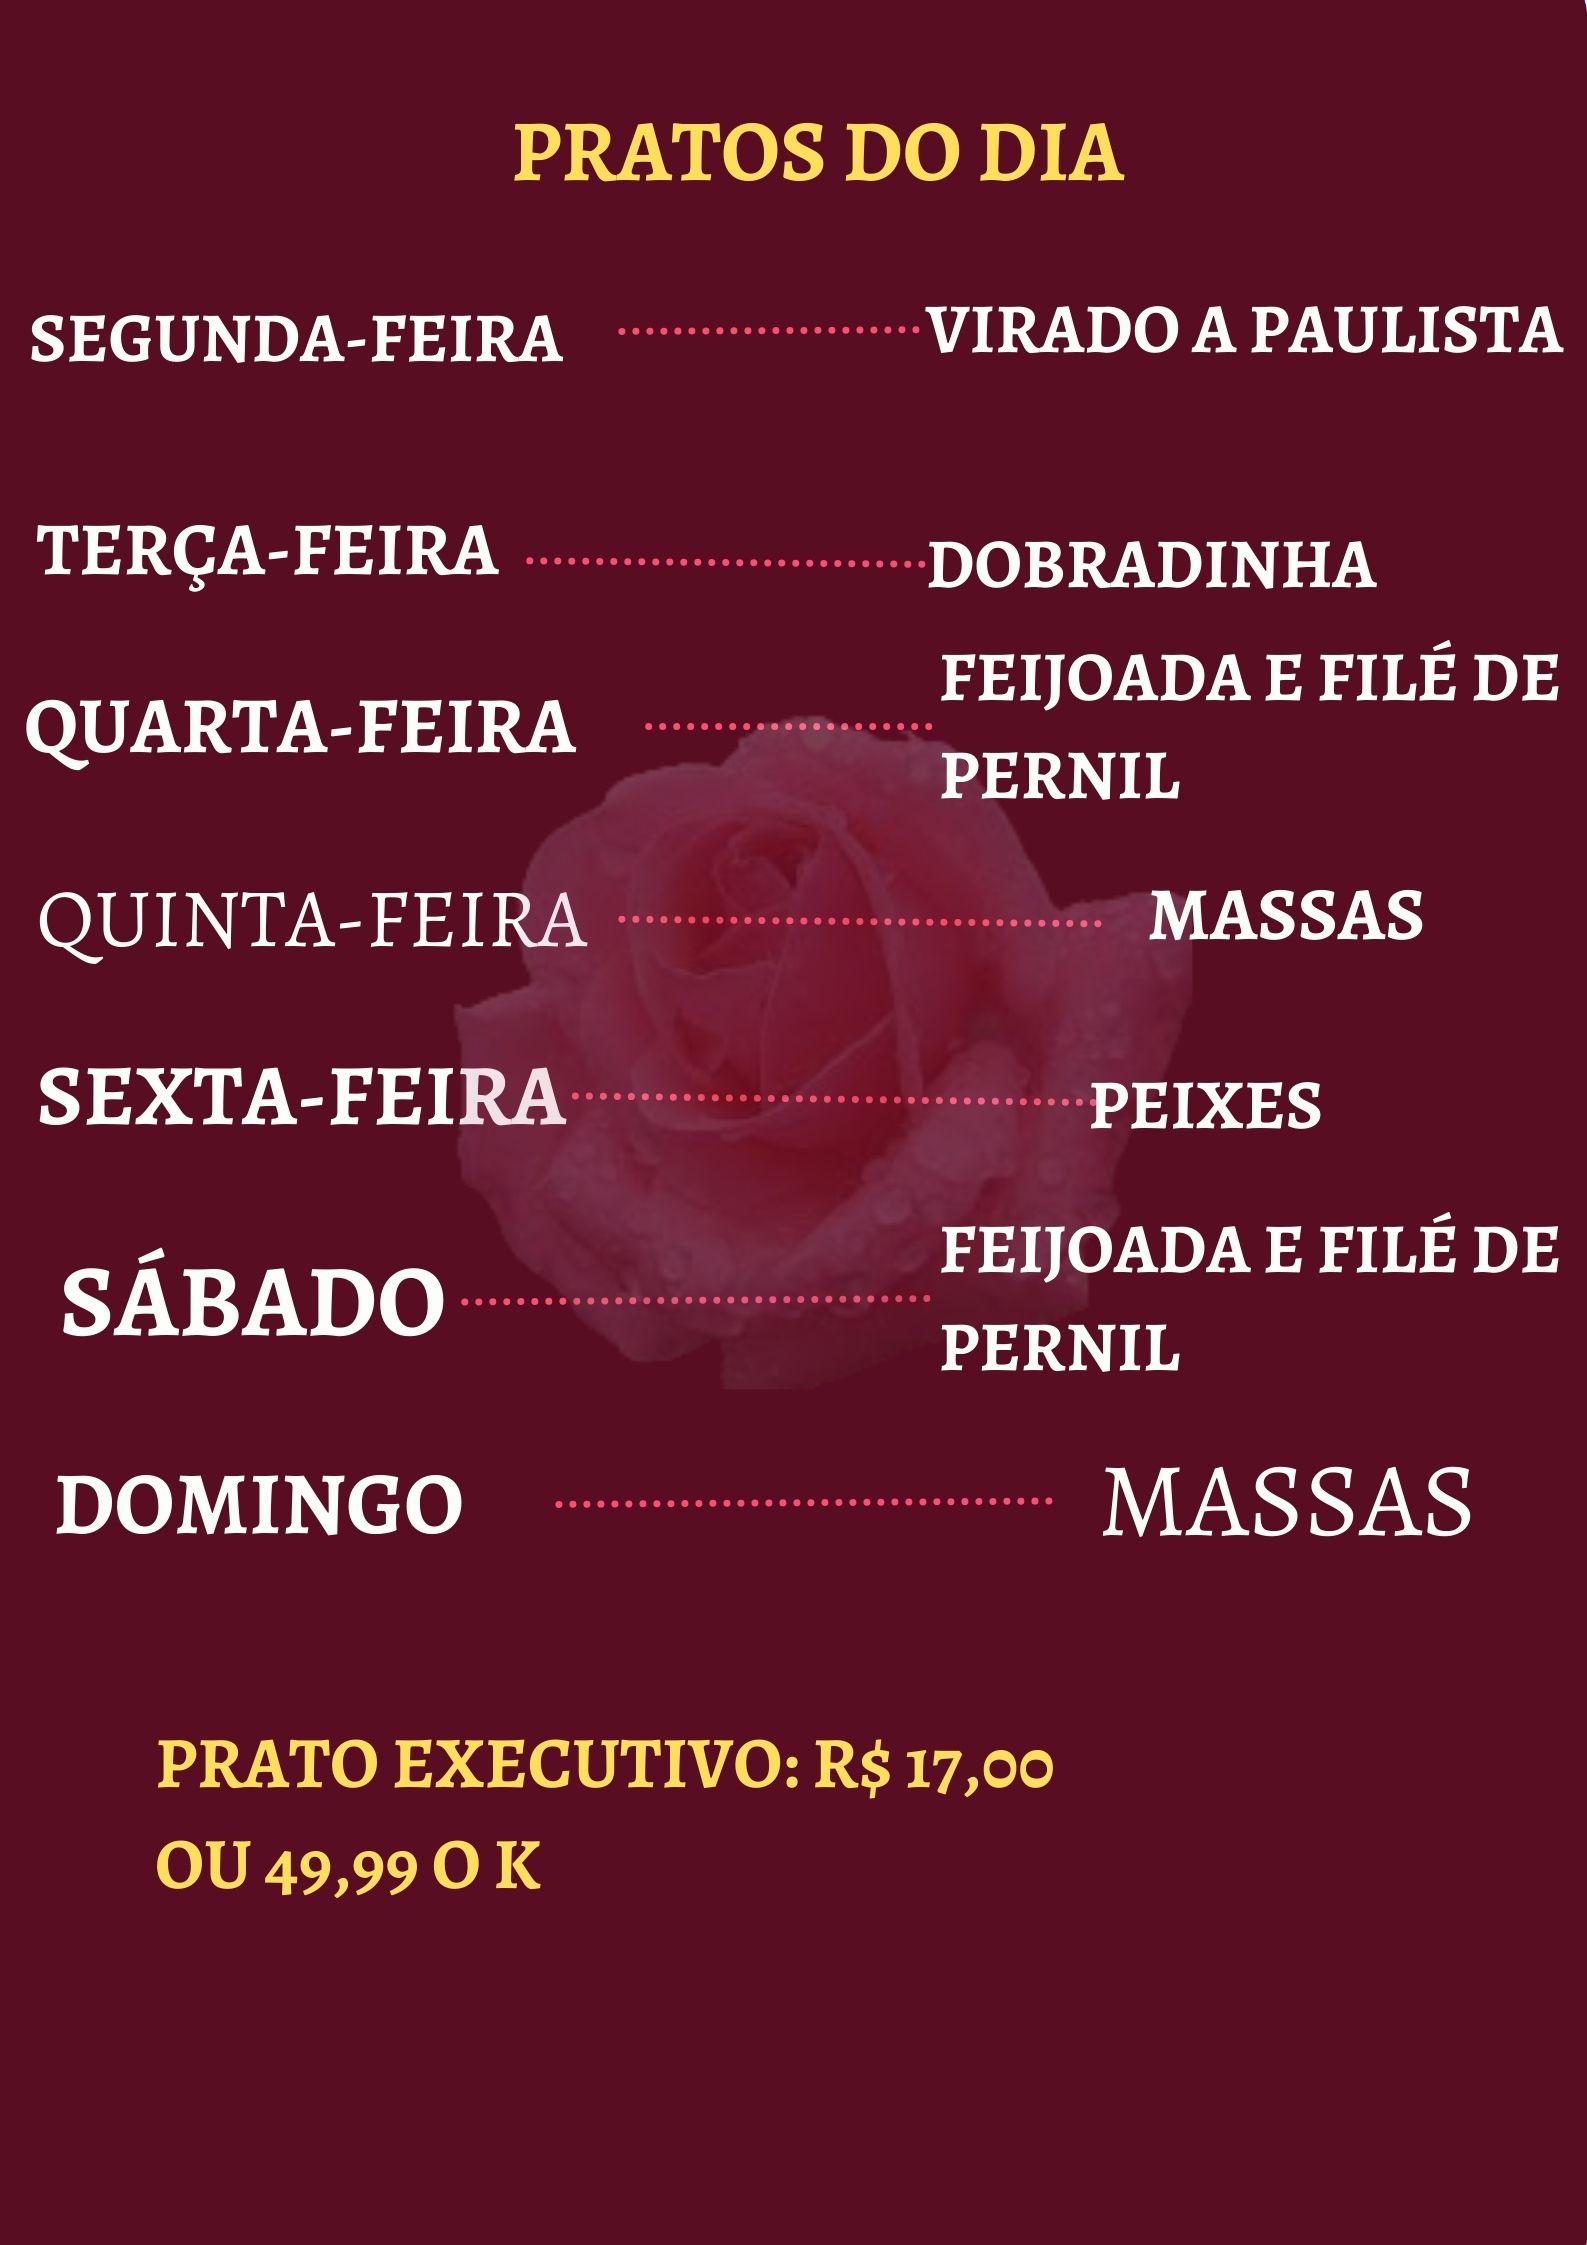 PRATOS DO DIA
SEGUNDA-FEIRA ........................ VIRADO A PAULISTA
TERÇA-FEIRA ........................ DOBRADINHA
QUARTA-FEIRA ........................ FEIJOADA E FILÉ DE
PERNIL
QUINTA-FEIRA ........................ MASSAS
SEXTA-FEIRA ........................ PEIXES
SÁBADO ........................ FEIJOADA E FILÉ DE
PERNIL
DOMINGO ........................ MASSAS
PRATO EXECUTIVO: R$ 17,00
OU 49,99 O K